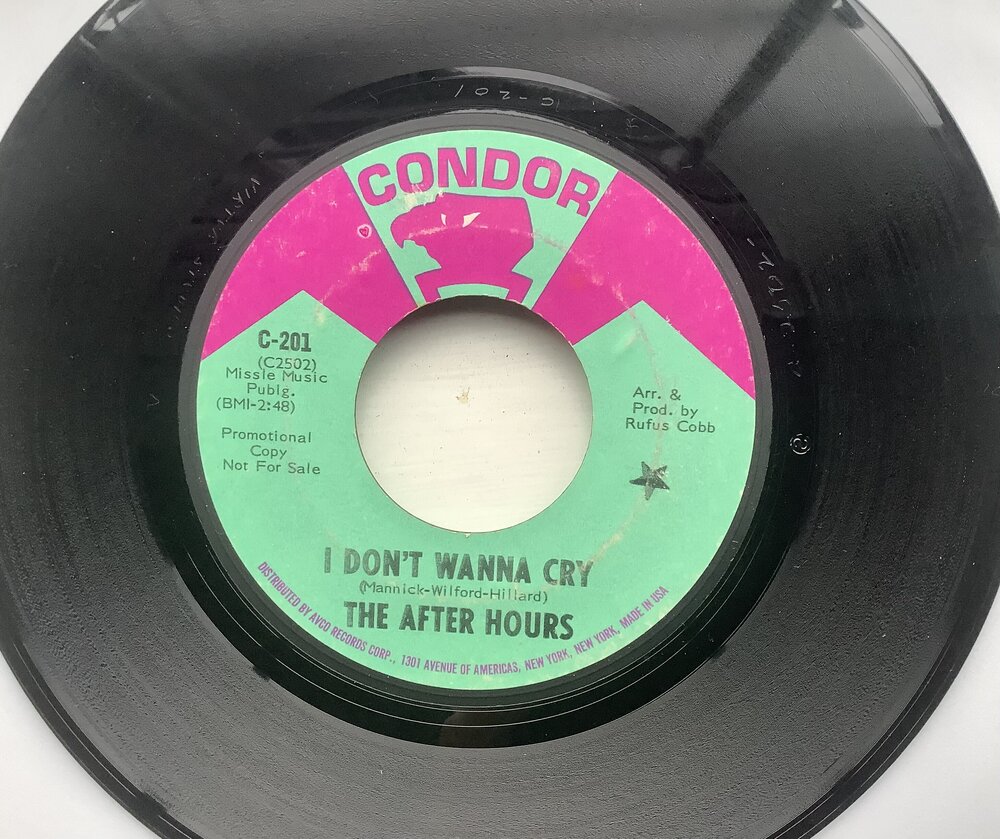 C-201
CONDOR
C-201
(C2502)
Missle Music
Publg.
(BMI-2:48)
Promotional
Copy
Not For Sale
Arr. &
Prod. by
Rufus Cobb
I DON'T WANNA CRY
(Mannick-Wilford-Hillard)
THE AFTER HOURS
DISTRIBUTED BY AVCO RECORDS CORP., 1301 AVENUE OF AMERICAS, NEW YORK, NEW YORK, MADE IN USA